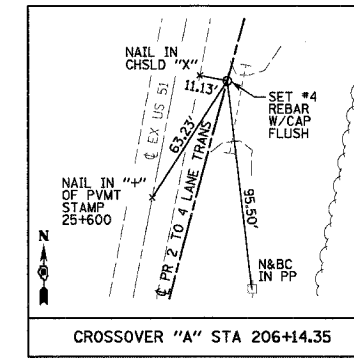 NAIL IN
CHSLD "X"
11.13'
SET #4
REBAR
W/CAP
FLUSH
℄ EX US 51
63.23'
℄ PR 2 TO 4 LANE TRANS
95.50'
NAIL IN "+"
OF PVMT
STAMP
25+600
N
N&BC
IN PP
CROSSOVER "A" STA 206+14.35